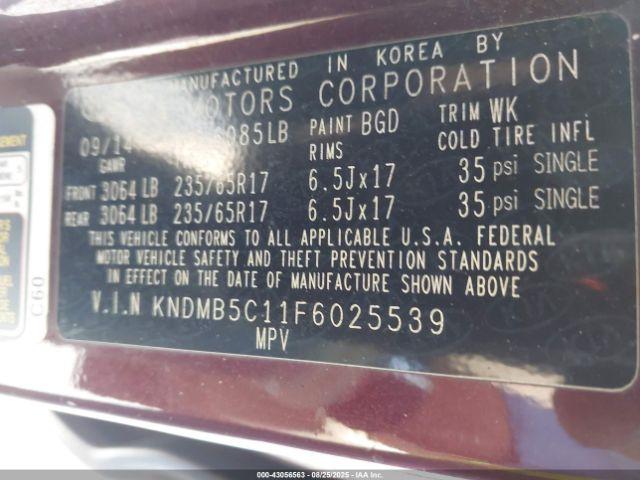 MANUFACTURED IN KOREA BY
MOTORS CORPORATION
09/14 085LB PAINT BGD TRIM WK
GAWR RIMS COLD TIRE INFL
FRONT 3064 LB 235/65R17 6.5Jx17 35 psi SINGLE
REAR 3064 LB 235/65R17 6.5Jx17 35 psi SINGLE
THIS VEHICLE CONFORMS TO ALL APPLICABLE U.S.A. FEDERAL
MOTOR VEHICLE SAFETY AND THEFT PREVENTION STANDARDS
IN EFFECT ON THE DATE OF MANUFACTURE SHOWN ABOVE
V.I.N KNDMB5C11F6025539
MPV
C60
000-43056563 - 08/25/2025 - COPART.COM